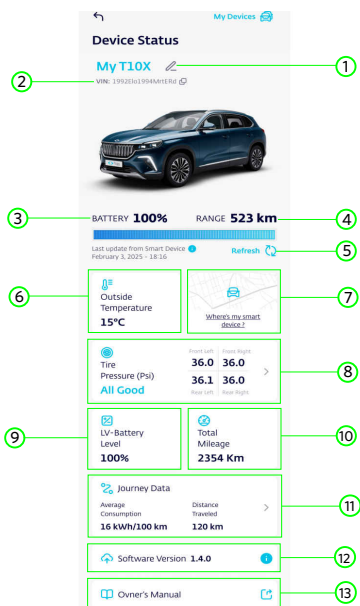 My Devices
Device Status
My T10X
1
2
VIN: 1992Elo1994MrtERd
3
BATTERY 100%
RANGE 523 km
4
Last update from Smart Device
February 3, 2025 - 18:16
Refresh
5
6
Outside
Temperature
15°C
Where's my smart
device ?
7
Tire
Pressure (Psi)
All Good
Front Left
Front Right
36.0
36.0
36.1
36.0
Rear Left
Rear Right
8
9
LV-Battery
Level
100%
Total
Mileage
2354 Km
10
Journey Data
Average
Consumption
16 kWh/100 km
Distance
Traveled
120 km
11
Software Version 1.4.0
12
Owner's Manual
13